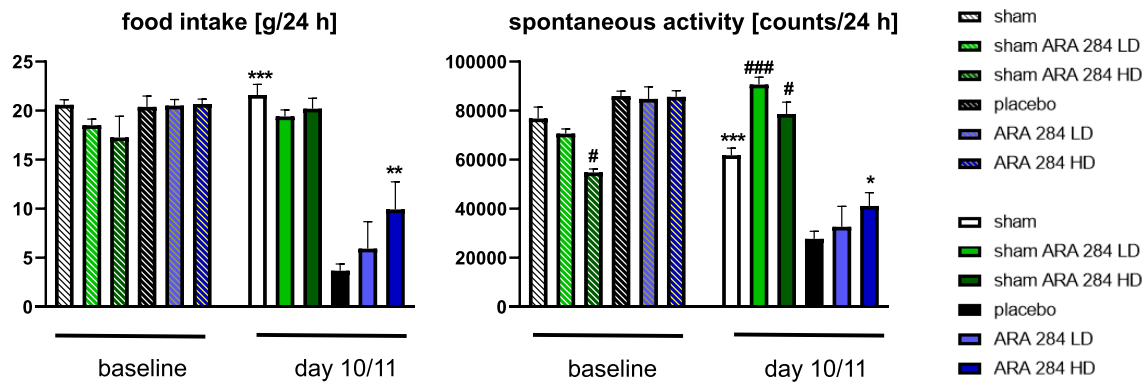 food intake [g/24 h]
25
20
15
10
5
0
***
**
baseline
day 10/11
spontaneous activity [counts/24 h]
100000
80000
60000
40000
20000
0
#
***
###
#
*
baseline
day 10/11
sham
sham ARA 284 LD
sham ARA 284 HD
placebo
ARA 284 LD
ARA 284 HD
sham
sham ARA 284 LD
sham ARA 284 HD
placebo
ARA 284 LD
ARA 284 HD